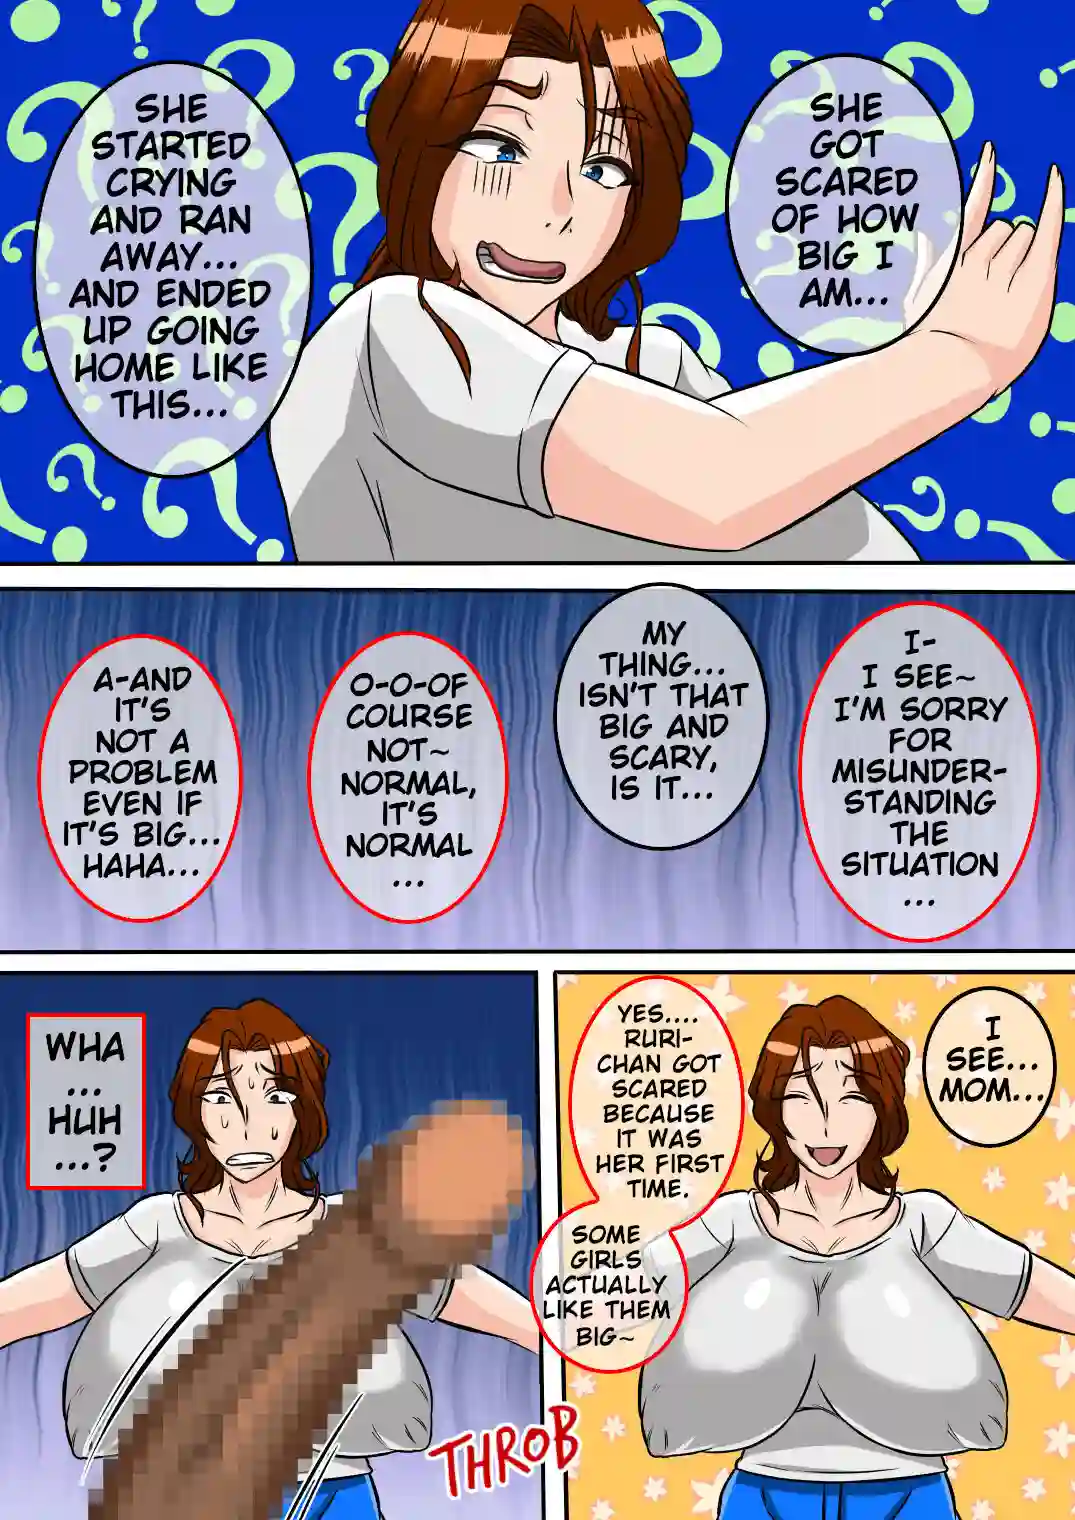 SHE
GOT
SCARED
OF HOW
BIG I
AM...
SHE
STARTED
CRYING
AND RAN
AWAY...
AND ENDED
UP GOING
HOME LIKE
THIS...
I-
I SEE~
I'M SORRY
FOR
MISUNDER-
STANDING
THE
SITUATION
...
MY
THING...
ISN'T THAT
BIG AND
SCARY,
IS IT...
O-O-OF
COURSE
NOT~
NORMAL,
IT'S
NORMAL
...
A-AND
IT'S
NOT A
PROBLEM
EVEN IF
IT'S BIG...
HAHA...
I
SEE...
MOM...
YES....
RURI-
CHAN GOT
SCARED
BECAUSE
IT WAS
HER FIRST
TIME.
SOME
GIRLS
ACTUALLY
LIKE THEM
BIG~
WHA
...
HUH
...?
THROB